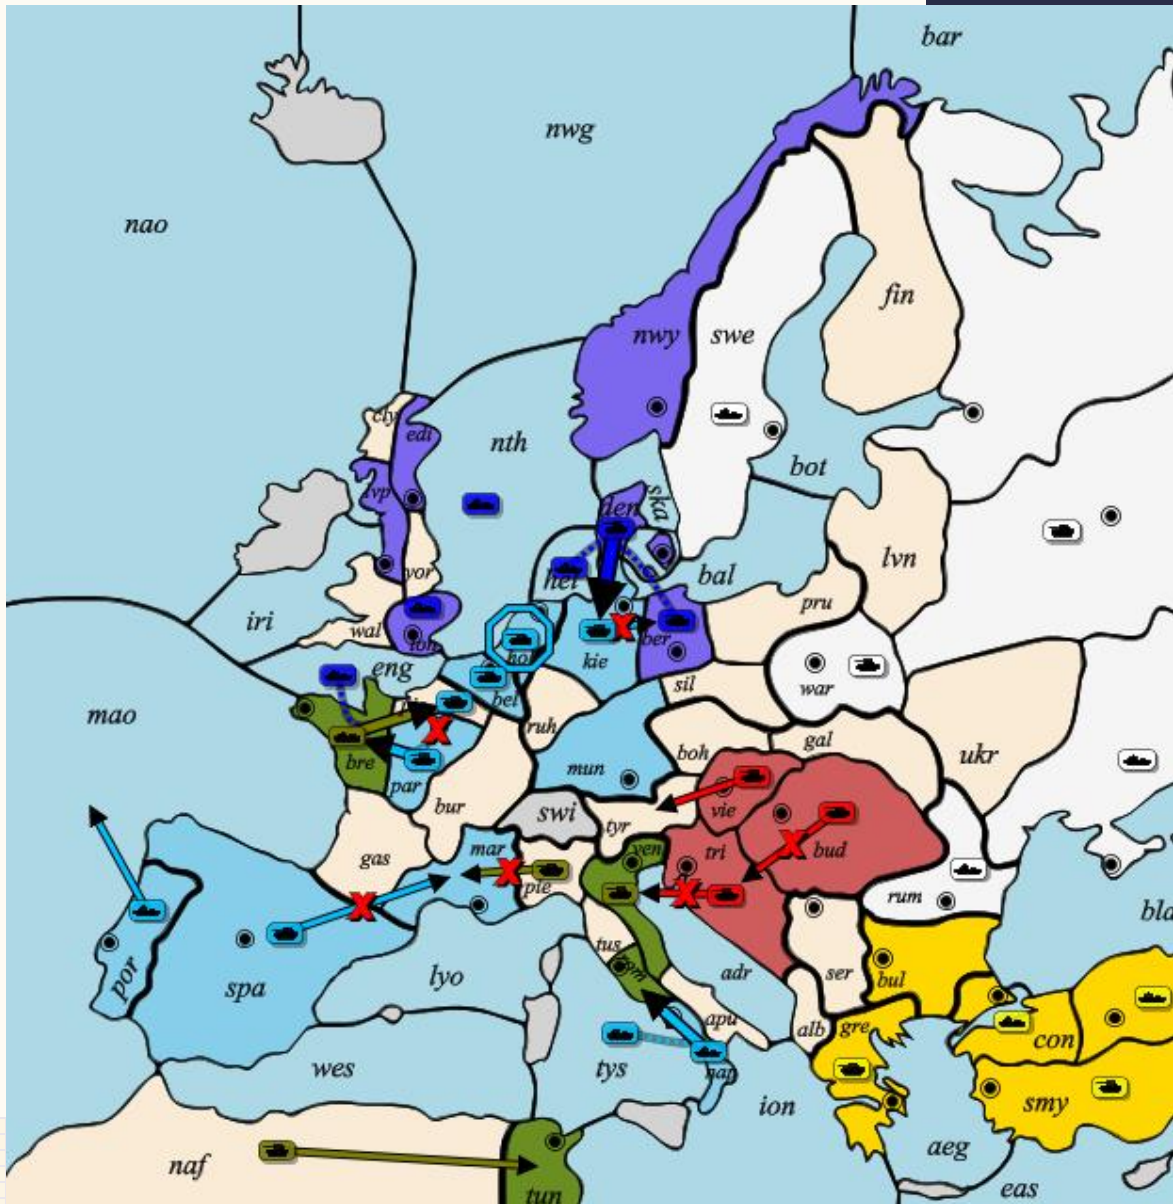 bar
nwg
nao
fin
nwy
swe
cly
edi
nth
bot
lvp
ska
den
lvn
hel
bal
yor
pru
iri
wal
lon
hol
ber
kie
eng
war
sil
bel
mao
ruh
gal
boh
ukr
bre
mun
par
bur
swi
vie
tyr
ven
tri
bud
mar
gas
pie
rum
bla
tus
rom
por
spa
lyo
adr
ser
bul
apu
alb
gre
con
wes
tys
nap
ion
smy
aeg
naf
tun
eas